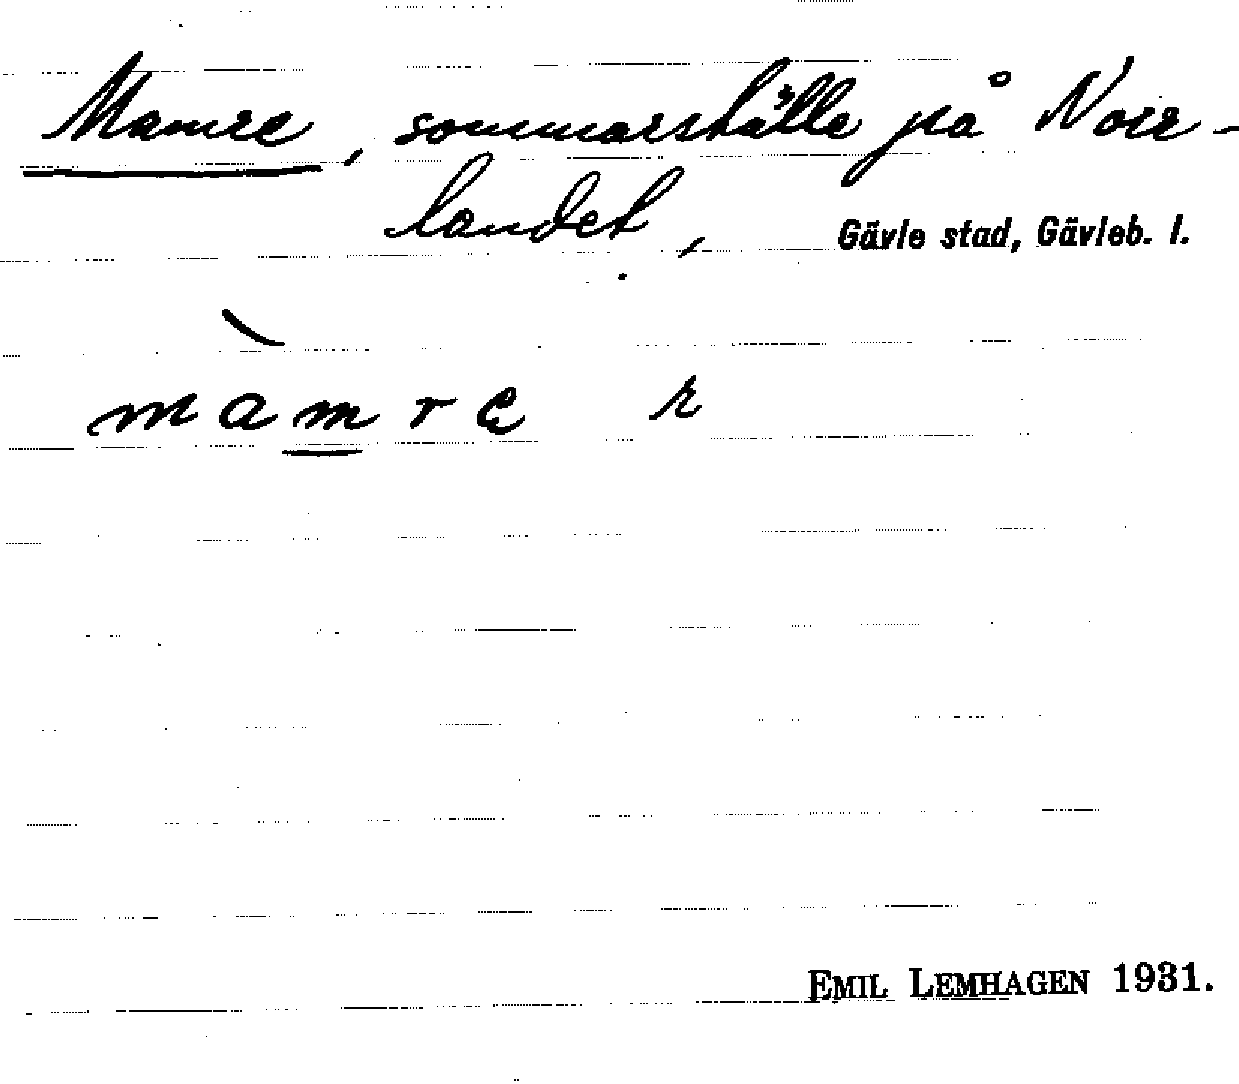 Mamre, sommarställe på Norr-
landet, Gävle stad, Gävleb. l.
màmre r
EMIL LEMHAGEN 1931.